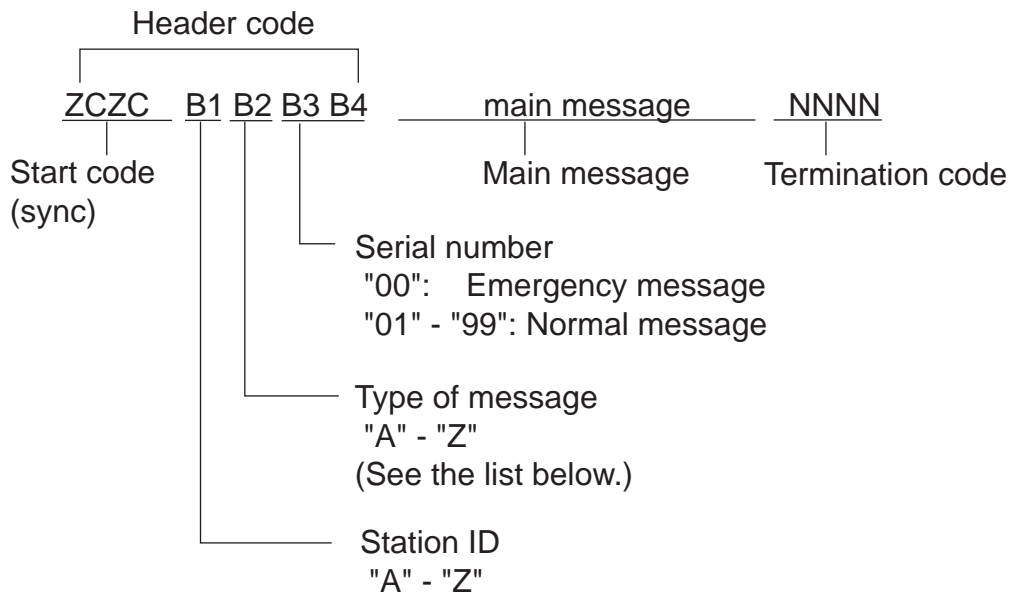 Header code
ZCZC B1 B2 B3 B4 main message NNNN
Start code
(sync)
Main message
Termination code
Serial number
"00": Emergency message
"01" - "99": Normal message
Type of message
"A" - "Z"
(See the list below.)
Station ID
"A" - "Z"